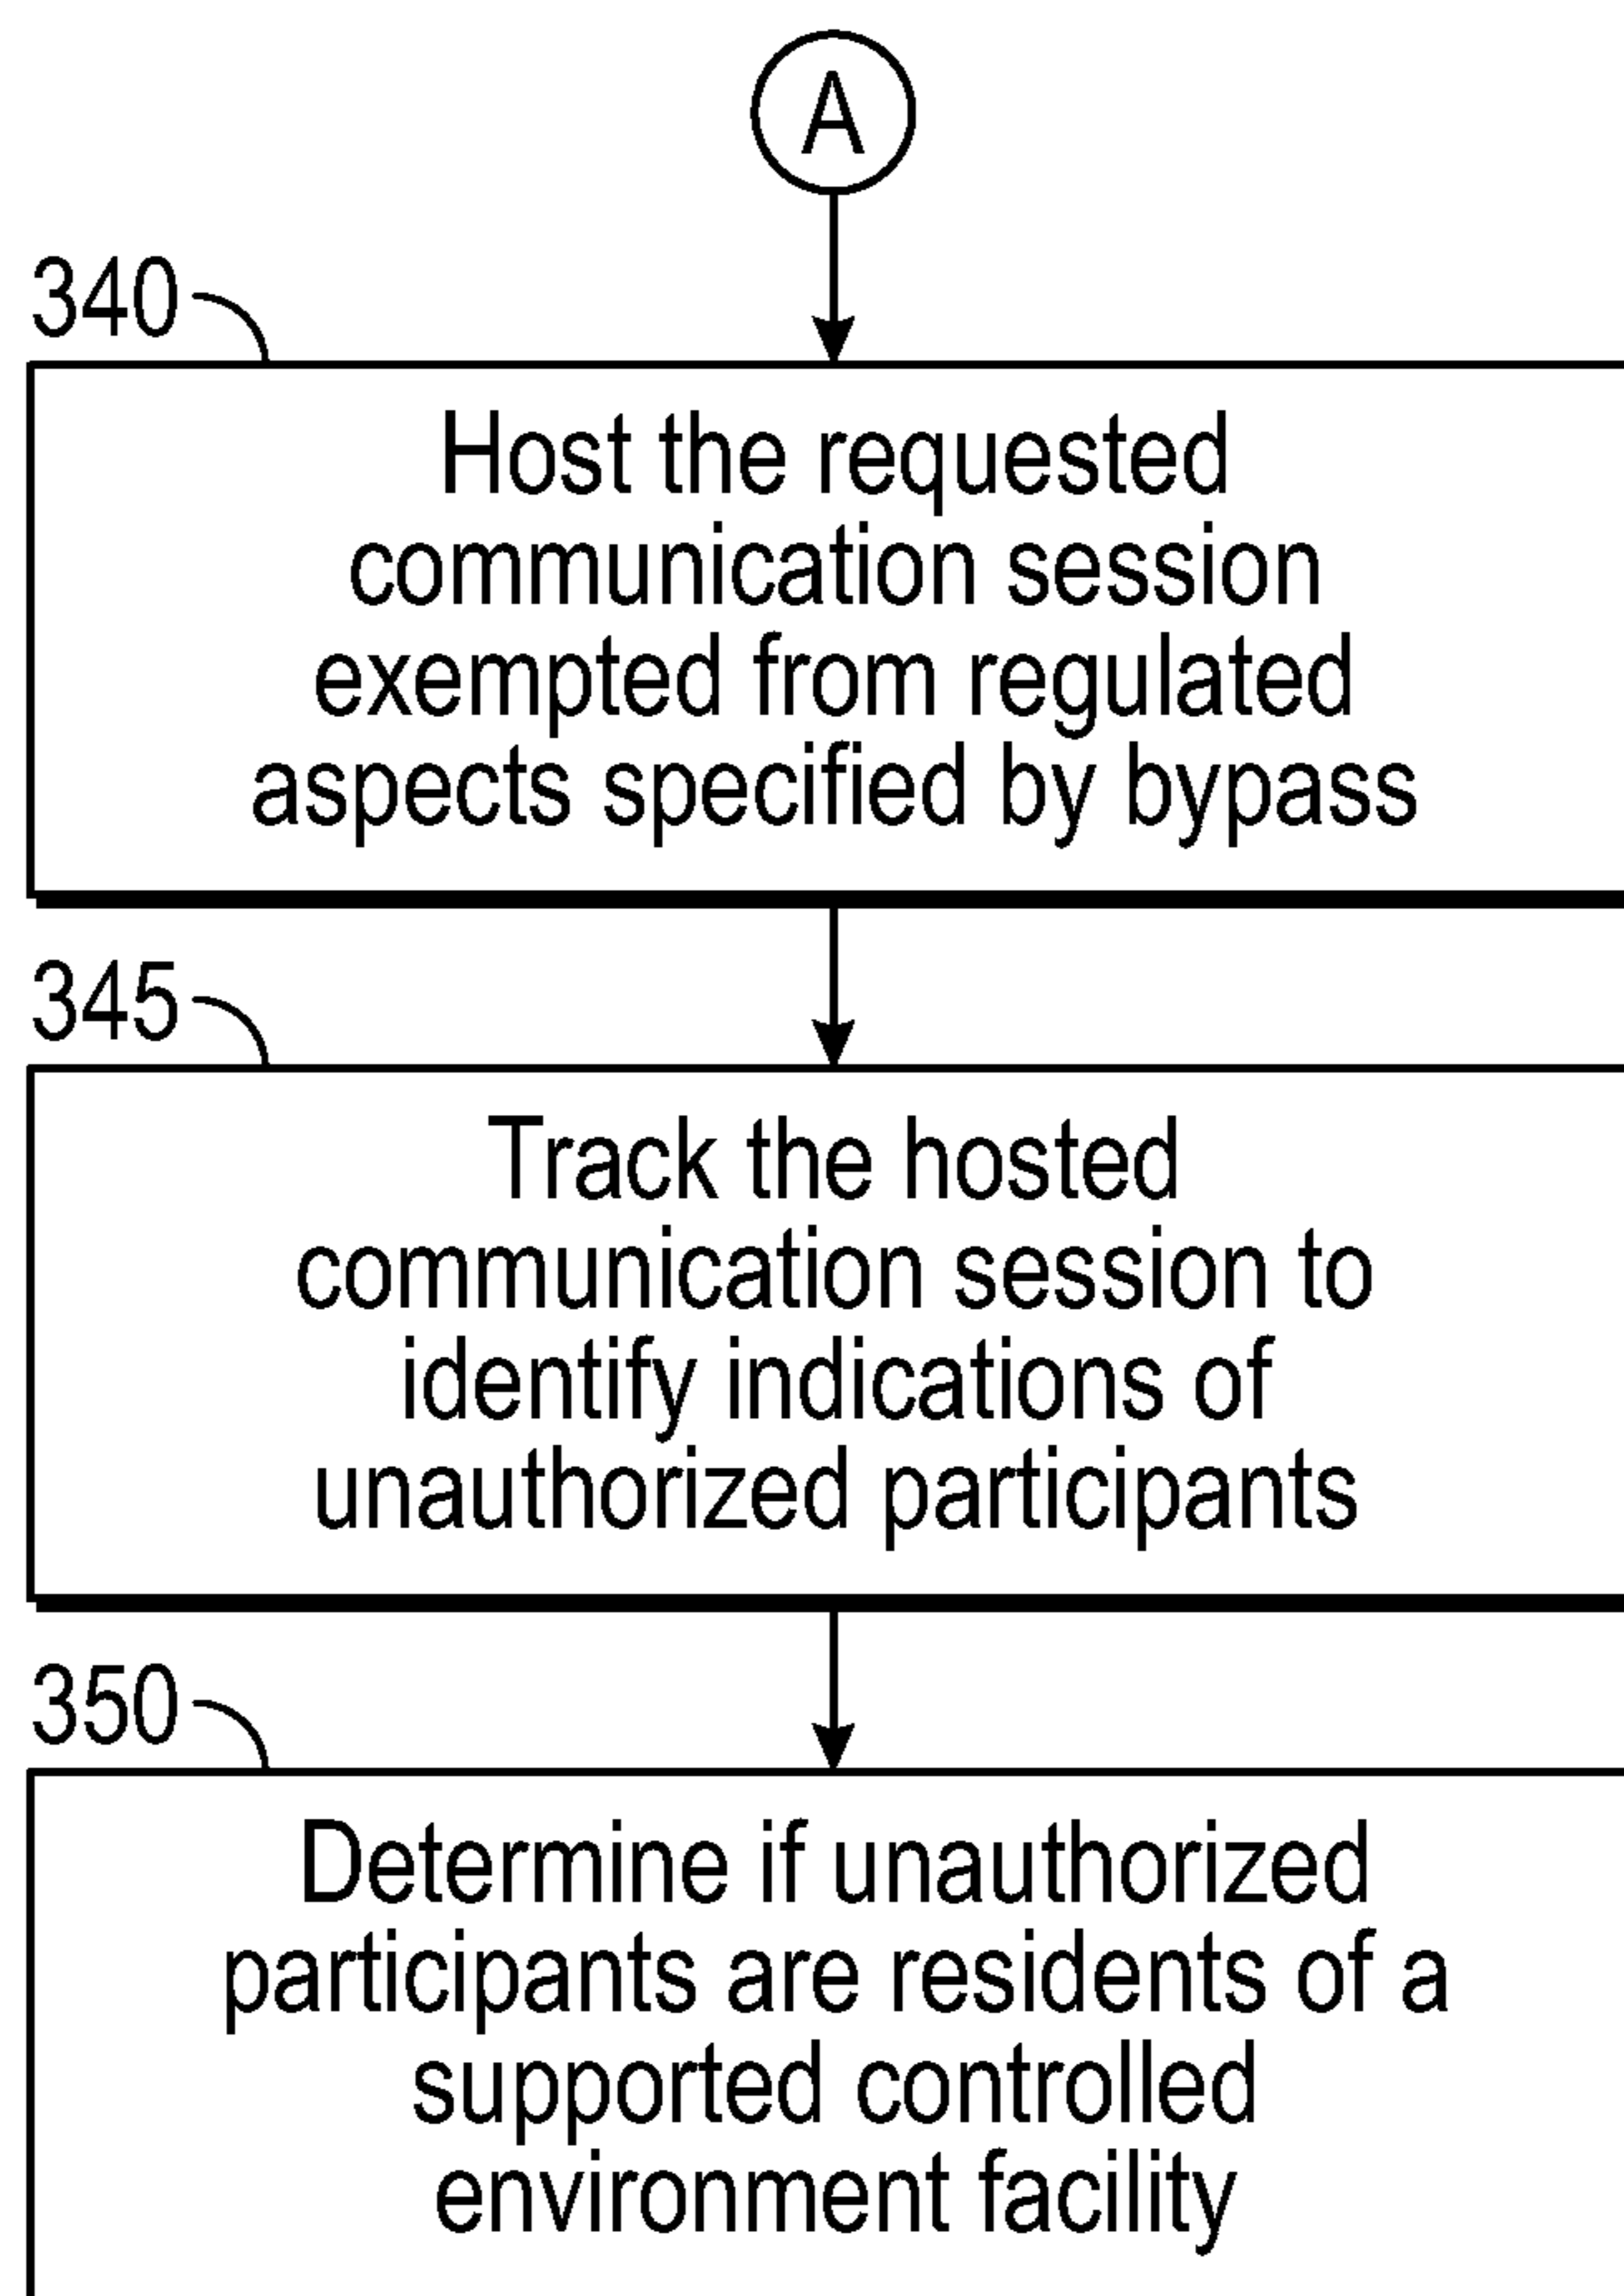 A
340
Host the requested
communication session
exempted from regulated
aspects specified by bypass
345
Track the hosted
communication session to
identify indications of
unauthorized participants
350
Determine if unauthorized
participants are residents of a
supported controlled
environment facility